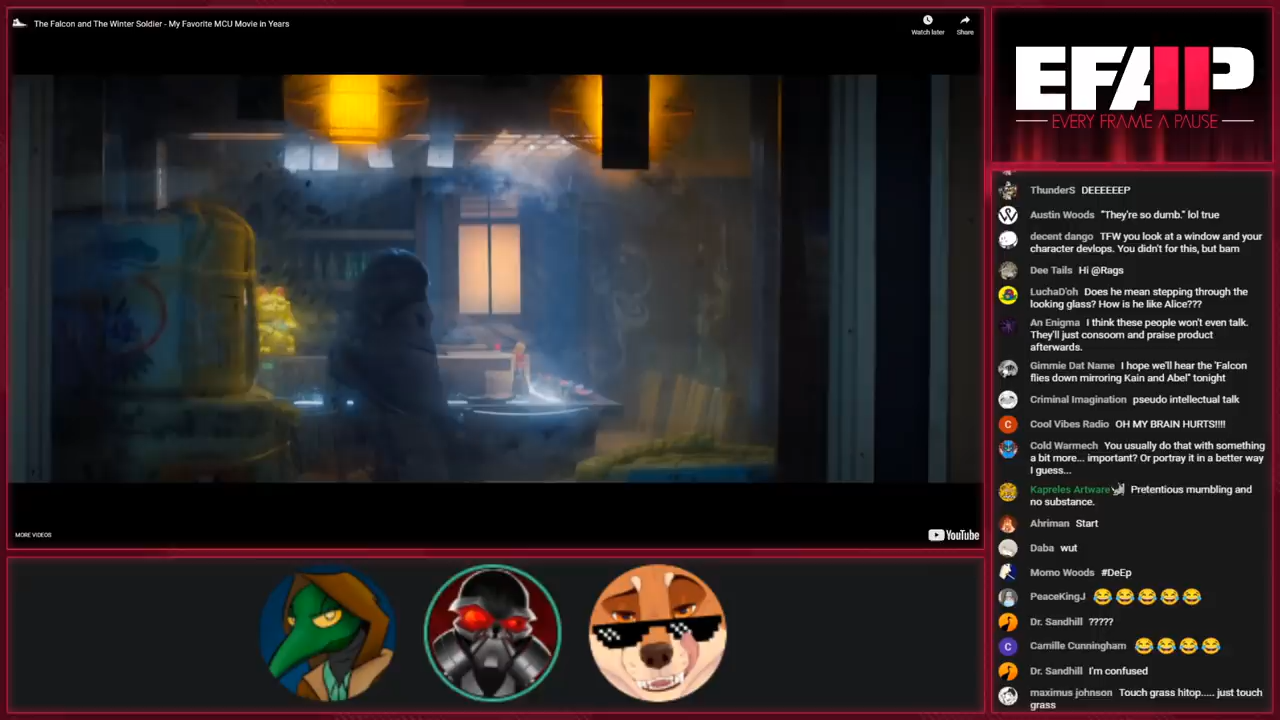 The Falcon and The Winter Soldier - My Favorite MCU Movie in Years
Watch later
Share
MORE VIDEOS
YouTube
EFAP
EVERY FRAME A PAUSE
ThunderS DEEEEEEP
Austin Woods "They're so dumb." lol true
decent dango TFW you look at a window and your
character devlops. You didn't for this, but bam
Dee Tails Hi @Rags
LuchaD'oh Does he mean stepping through the
looking glass? How is he like Alice???
An Enigma I think these people won't even talk.
They'll just consoom and praise product
afterwards.
Gimmie Dat Name I hope we'll hear the 'Falcon
flies down mirroring Kain and Abel" tonight
Criminal Imagination pseudo intellectual talk
C
Cool Vibes Radio OH MY BRAIN HURTS!!!!
Cold Warmech You usually do that with something
a bit more... important? Or portray it in a better way
I guess...
Kapreles Artware Pretentious mumbling and
no substance.
Ahriman Start
Daba wut
Momo Woods #DeEp
PeaceKingJ 😂😂😂😂😂
Dr. Sandhill ?????
C
Camille Cunningham 😂😂😂😂
Dr. Sandhill I'm confused
maximus johnson Touch grass hitop..... just touch
grass